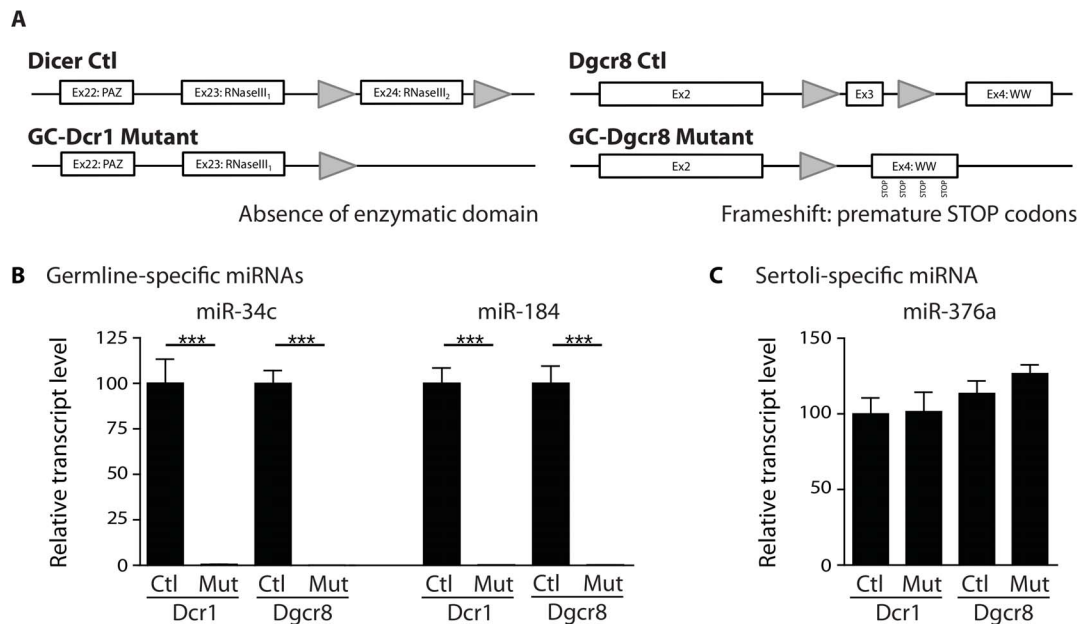 A
Dicer Ctl
Ex22: PAZ Ex23: RNaseIII1 Ex24: RNaseIII2
GC-Dcr1 Mutant
Ex22: PAZ Ex23: RNaseIII1
Absence of enzymatic domain
Dgcr8 Ctl
Ex2 Ex3 Ex4: WW
GC-Dgcr8 Mutant
Ex2 Ex4: WW
STOP STOP STOP STOP
Frameshift: premature STOP codons
B Germline-specific miRNAs
miR-34c miR-184
Relative transcript level
125
100
75
50
25
0
*** *** *** ***
Ctl Mut Ctl Mut Ctl Mut Ctl Mut
Dcr1 Dgcr8 Dcr1 Dgcr8
C Sertoli-specific miRNA
miR-376a
Relative transcript level
150
100
50
0
Ctl Mut Ctl Mut
Dcr1 Dgcr8